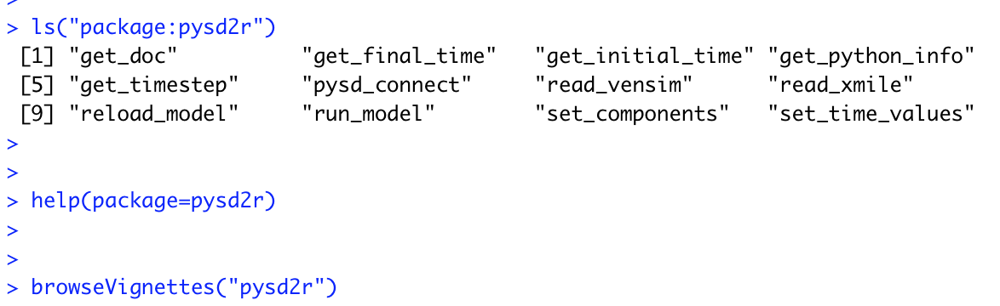 >
> ls("package:pysd2r")
[1] "get_doc" "get_final_time" "get_initial_time" "get_python_info"
[5] "get_timestep" "pysd_connect" "read_vensim" "read_xmile"
[9] "reload_model" "run_model" "set_components" "set_time_values"
>
>
> help(package=pysd2r)
>
>
> browseVignettes("pysd2r")